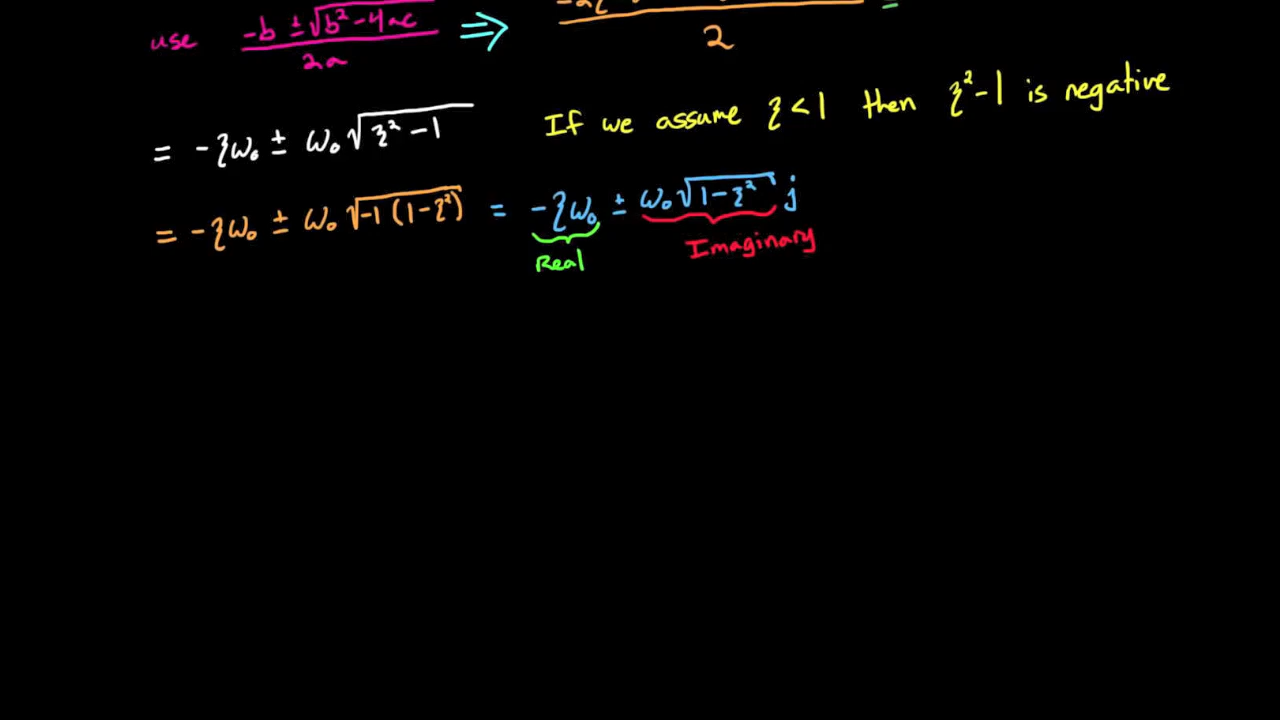 use (-b ± √(b² - 4ac)) / 2a ⇒ / 2 =
= -ζω₀ ± ω₀√(ζ² - 1) If we assume ζ < 1 then ζ² - 1 is negative
= -ζω₀ ± ω₀√(-1(1-ζ²)) = -ζω₀ ± ω₀√(1-ζ²) j
Real Imaginary